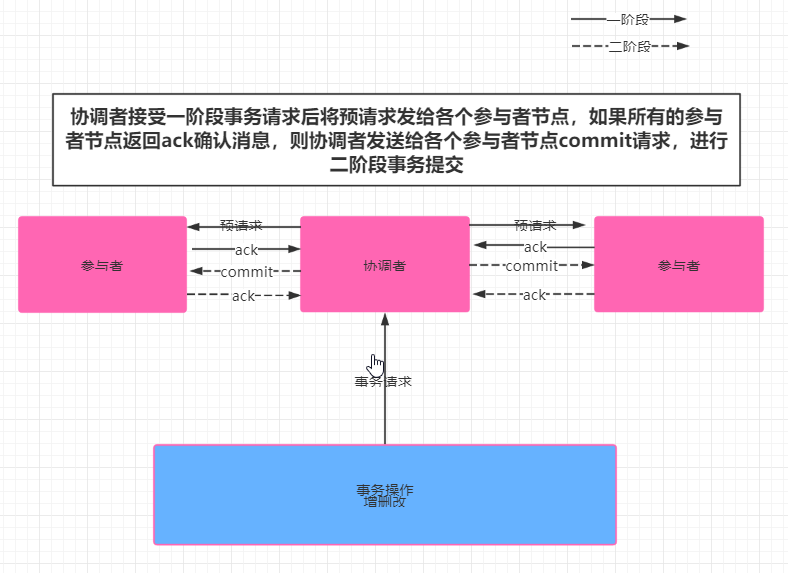 一阶段
二阶段
协调者接受一阶段事务请求后将预请求发给各个参与者节点，如果所有的参与
者节点返回ack确认消息，则协调者发送给各个参与者节点commit请求，进行
二阶段事务提交
预请求
预请求
ack
ack
参与者
commit
协调者
commit
参与者
ack
ack
事务请求
事务操作
增删改